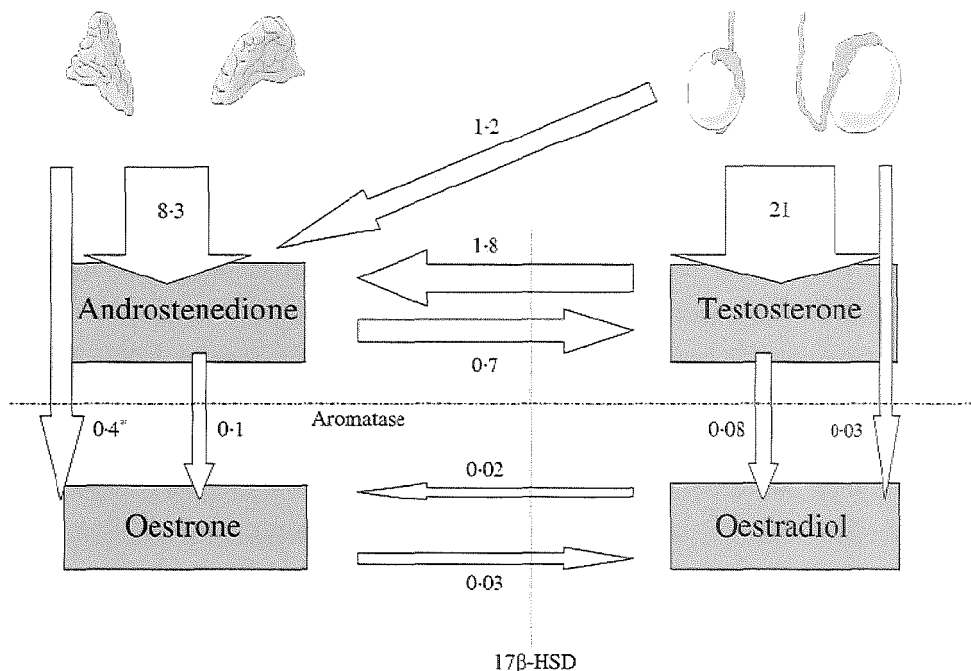 1·2
8·3
21
1·8
Androstenedione
Testosterone
0·7
Aromatase
0·4*
0·1
0·08
0·03
0·02
Oestrone
Oestradiol
0·03
17β-HSD